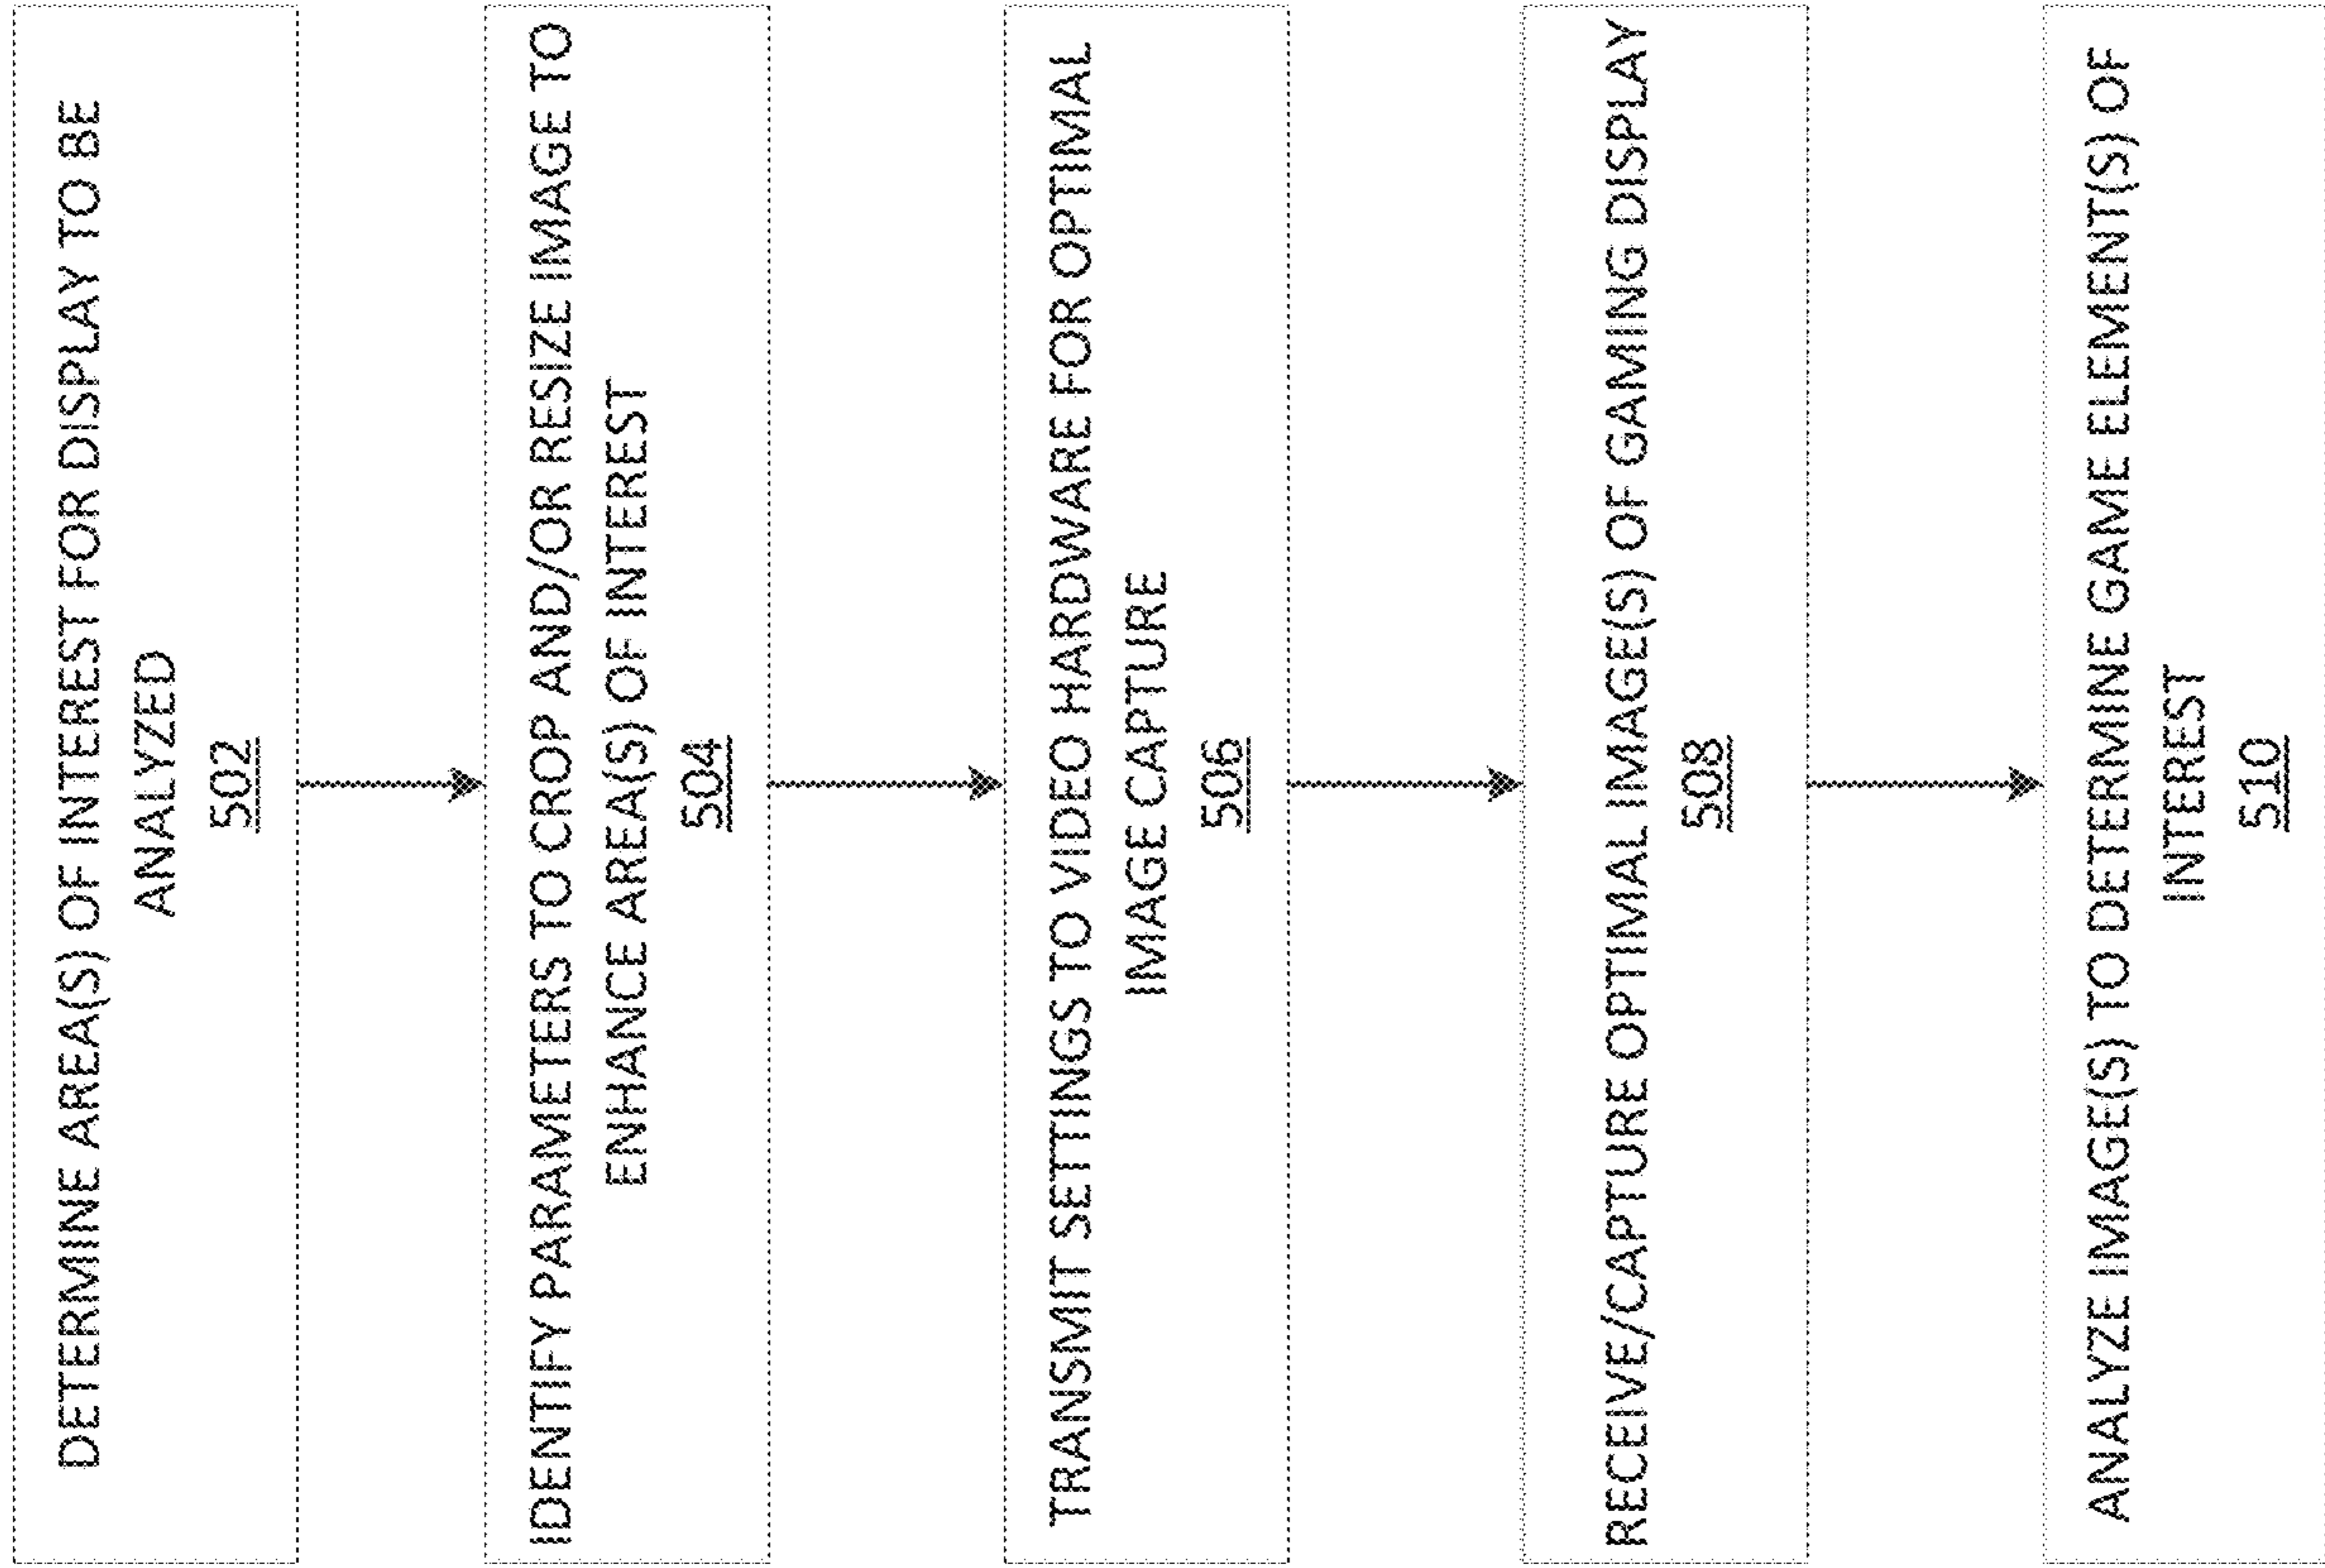 DETERMINE AREA(S) OF INTEREST FOR DISPLAY TO BE
ANALYZED
502
IDENTIFY PARAMETERS TO CROP AND/OR RESIZE IMAGE TO
ENHANCE AREA(S) OF INTEREST
504
TRANSMIT SETTINGS TO VIDEO HARDWARE FOR OPTIMAL
IMAGE CAPTURE
506
RECEIVE/CAPTURE OPTIMAL IMAGE(S) OF GAMING DISPLAY
508
ANALYZE IMAGE(S) TO DETERMINE GAME ELEMENT(S) OF
INTEREST
510